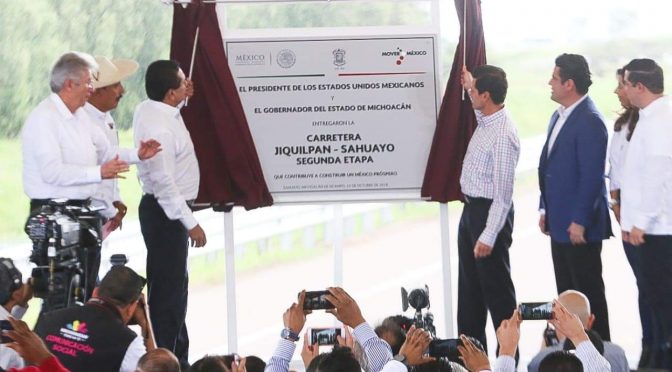 MÉXICO
MOVER A MÉXICO
EL PRESIDENTE DE LOS ESTADOS UNIDOS MEXICANOS
Y
EL GOBERNADOR DEL ESTADO DE MICHOACÁN
ENTREGARON LA
CARRETERA
JIQUILPAN - SAHUAYO
SEGUNDA ETAPA
QUE CONTRIBUYE A CONSTRUIR UN MÉXICO PRÓSPERO.
COMUNICACIÓN
SOCIAL